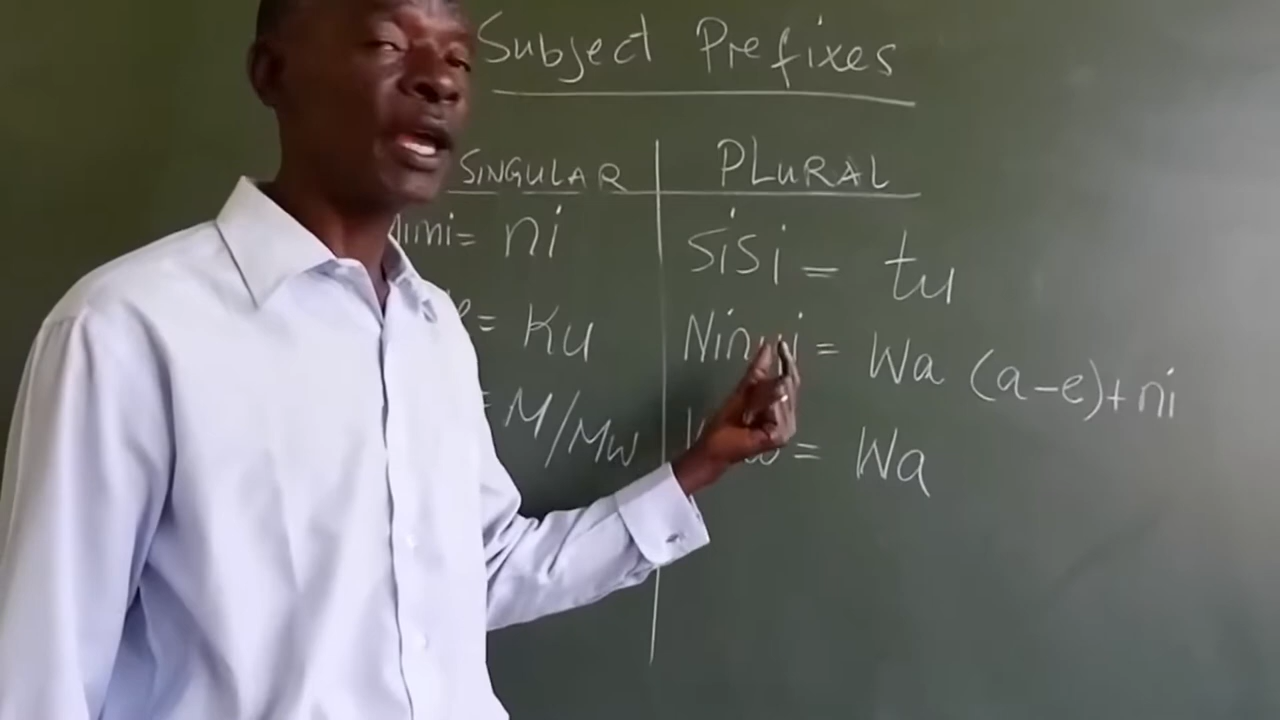 Subject Prefixes
SINGULAR PLURAL
= ni sisi = tu
= Ku = Wa (a-e)+ni
= M/Mw = Wa